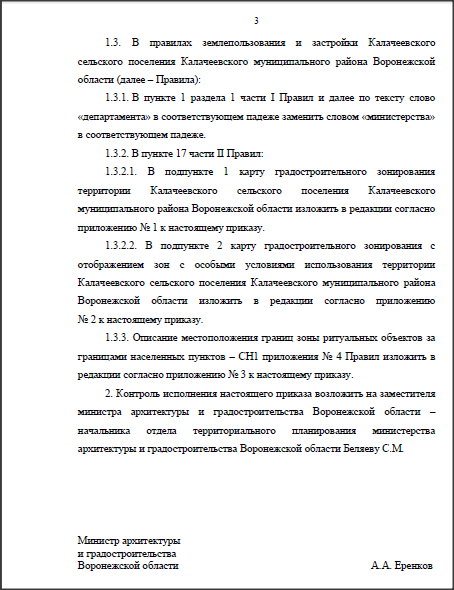 3
1.3. В правилах землепользования и застройки Калачеевского
сельского поселения Калачеевского муниципального района Воронежской
области (далее – Правила):
1.3.1. В пункте 1 раздела 1 части I Правил и далее по тексту слово
«департамента» в соответствующем падеже заменить словом «министерства»
в соответствующем падеже.
1.3.2. В пункте 17 части II Правил:
1.3.2.1. В подпункте 1 карту градостроительного зонирования
территории Калачеевского сельского поселения Калачеевского
муниципального района Воронежской области изложить в редакции согласно
приложению № 1 к настоящему приказу.
1.3.2.2. В подпункте 2 карту градостроительного зонирования с
отображением зон с особыми условиями использования территории
Калачеевского сельского поселения Калачеевского муниципального района
Воронежской области изложить в редакции согласно приложению
№ 2 к настоящему приказу.
1.3.3. Описание местоположения границ зоны ритуальных объектов за
границами населенных пунктов – СН1 приложения № 4 Правил изложить в
редакции согласно приложению № 3 к настоящему приказу.
2. Контроль исполнения настоящего приказа возложить на заместителя
министра архитектуры и градостроительства Воронежской области –
начальника отдела территориального планирования министерства
архитектуры и градостроительства Воронежской области Беляеву С.М.
Министр архитектуры
и градостроительства
Воронежской области А.А. Еренков